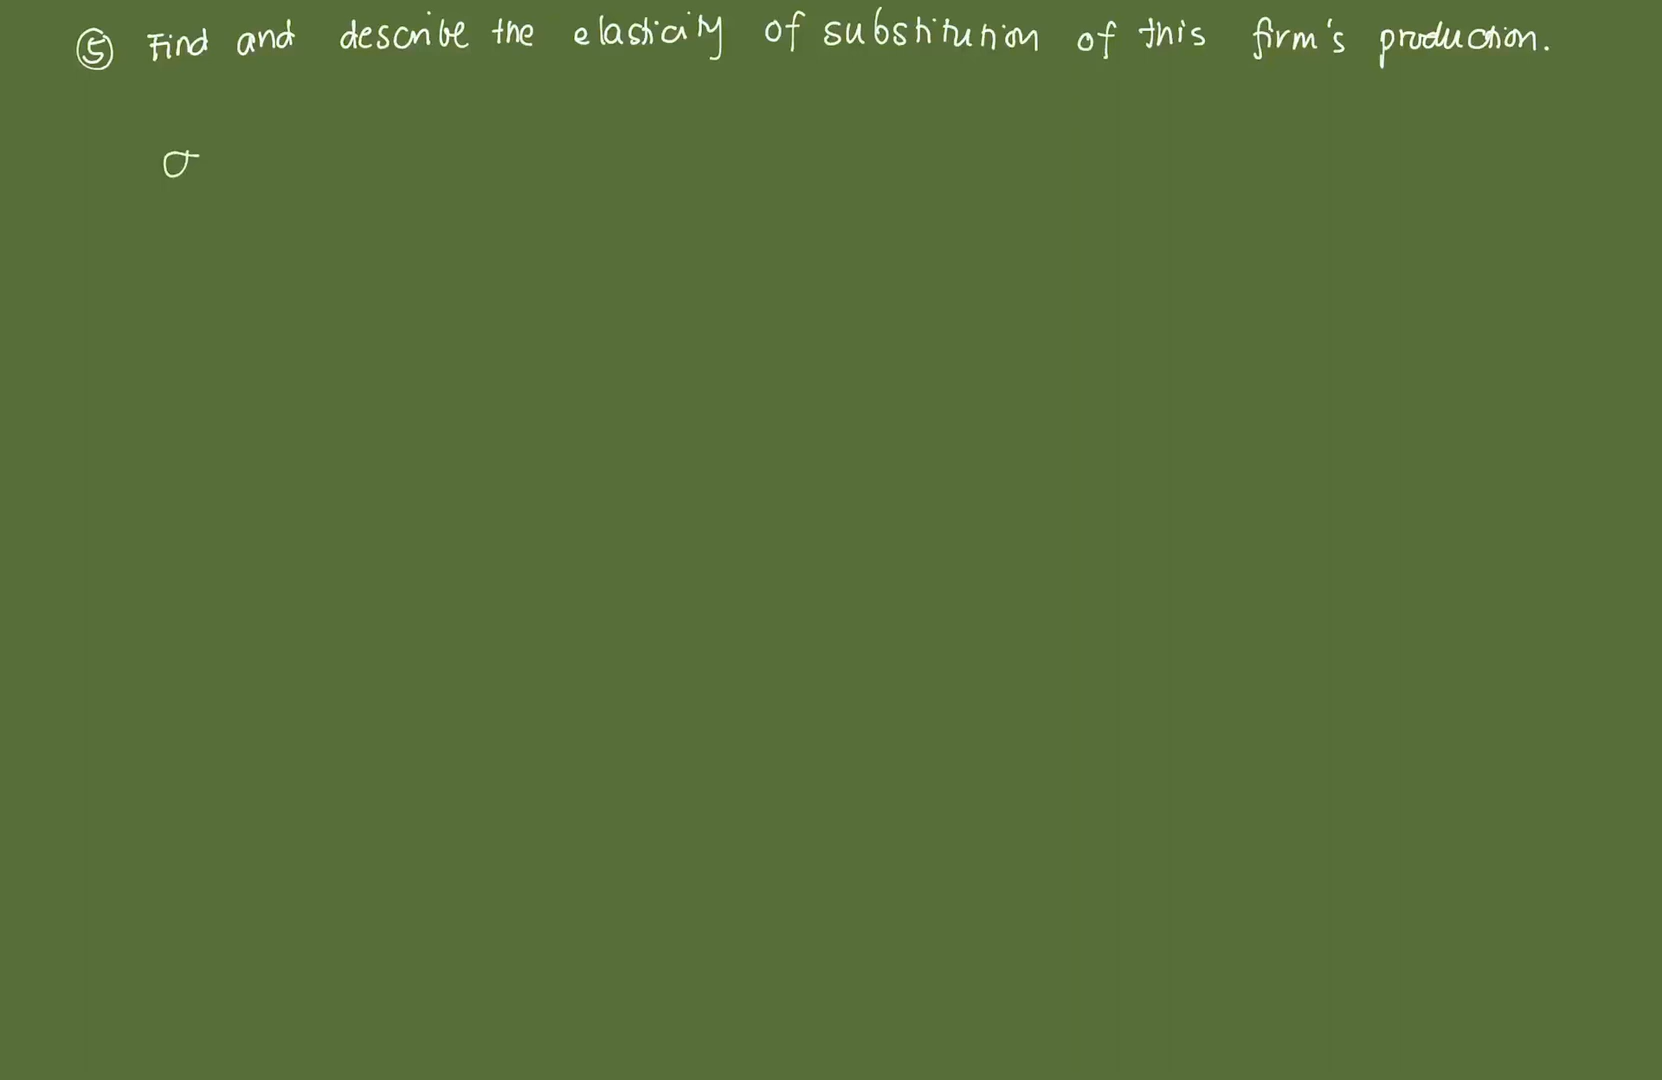 ⑤ Find and describe the elasticity of substitution of this firm's production.
σ